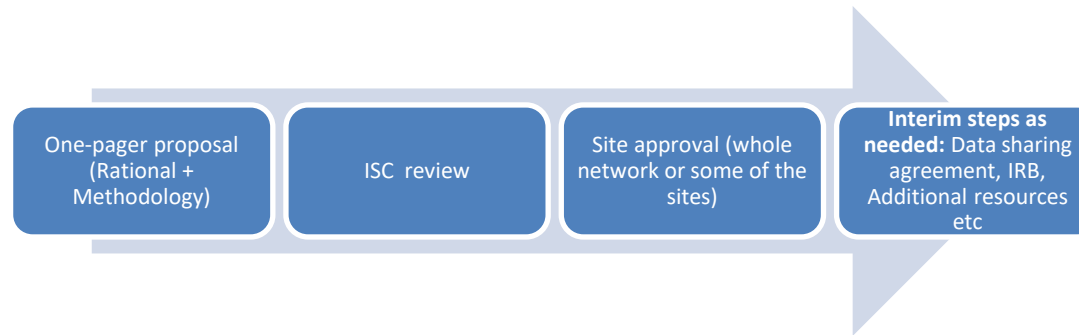 One-pager proposal
(Rational +
Methodology)
ISC review
Site approval (whole
network or some of the
sites)
Interim steps as
needed: Data sharing
agreement, IRB,
Additional resources
etc